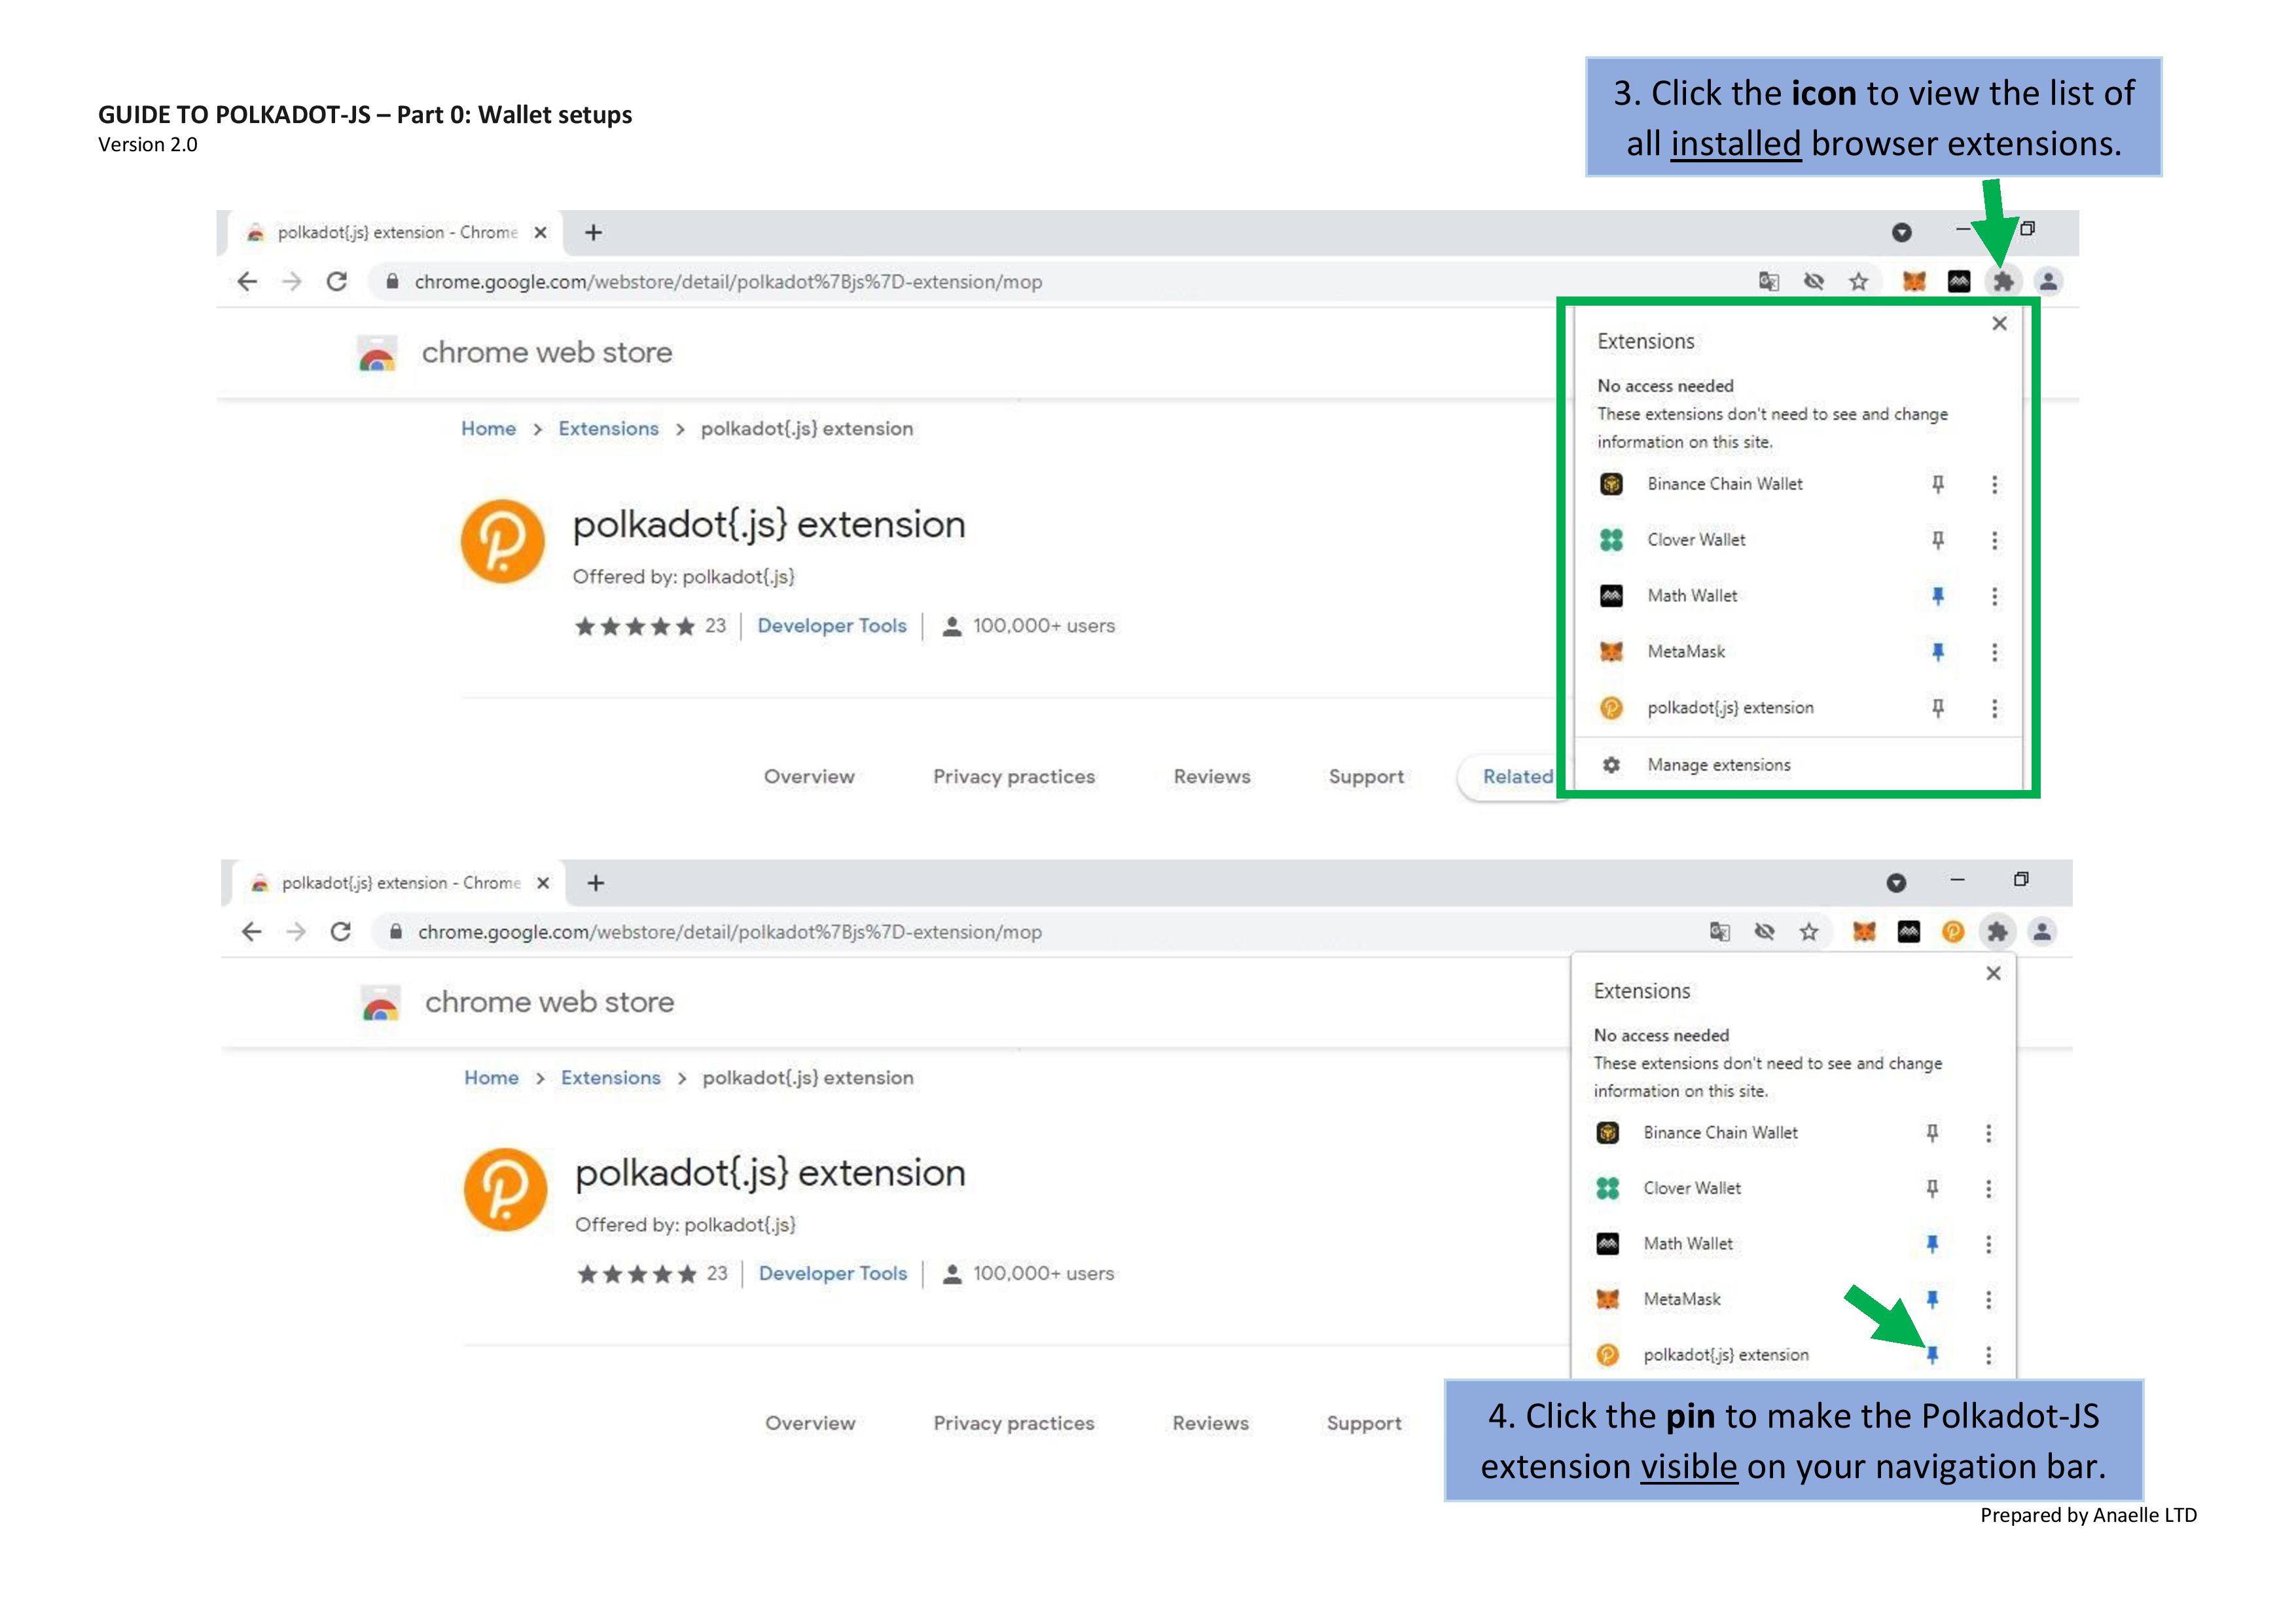 GUIDE TO POLKADOT-JS – Part 0: Wallet setups
Version 2.0
3. Click the icon to view the list of
all installed browser extensions.
polkadot{.js} extension - Chrome
chrome.google.com/webstore/detail/polkadot%7Bjs%7D-extension/mop
chrome web store
Home > Extensions > polkadot{.js} extension
polkadot{.js} extension
Offered by: polkadot{.js}
23 | Developer Tools | 100,000+ users
Overview Privacy practices Reviews Support Related
Extensions
No access needed
These extensions don't need to see and change
information on this site.
Binance Chain Wallet
Clover Wallet
Math Wallet
MetaMask
polkadot{.js} extension
Manage extensions
polkadot{.js} extension - Chrome
chrome.google.com/webstore/detail/polkadot%7Bjs%7D-extension/mop
chrome web store
Home > Extensions > polkadot{.js} extension
polkadot{.js} extension
Offered by: polkadot{.js}
23 | Developer Tools | 100,000+ users
Overview Privacy practices Reviews Support
Extensions
No access needed
These extensions don't need to see and change
information on this site.
Binance Chain Wallet
Clover Wallet
Math Wallet
MetaMask
polkadot{.js} extension
4. Click the pin to make the Polkadot-JS
extension visible on your navigation bar.
Prepared by Anaelle LTD